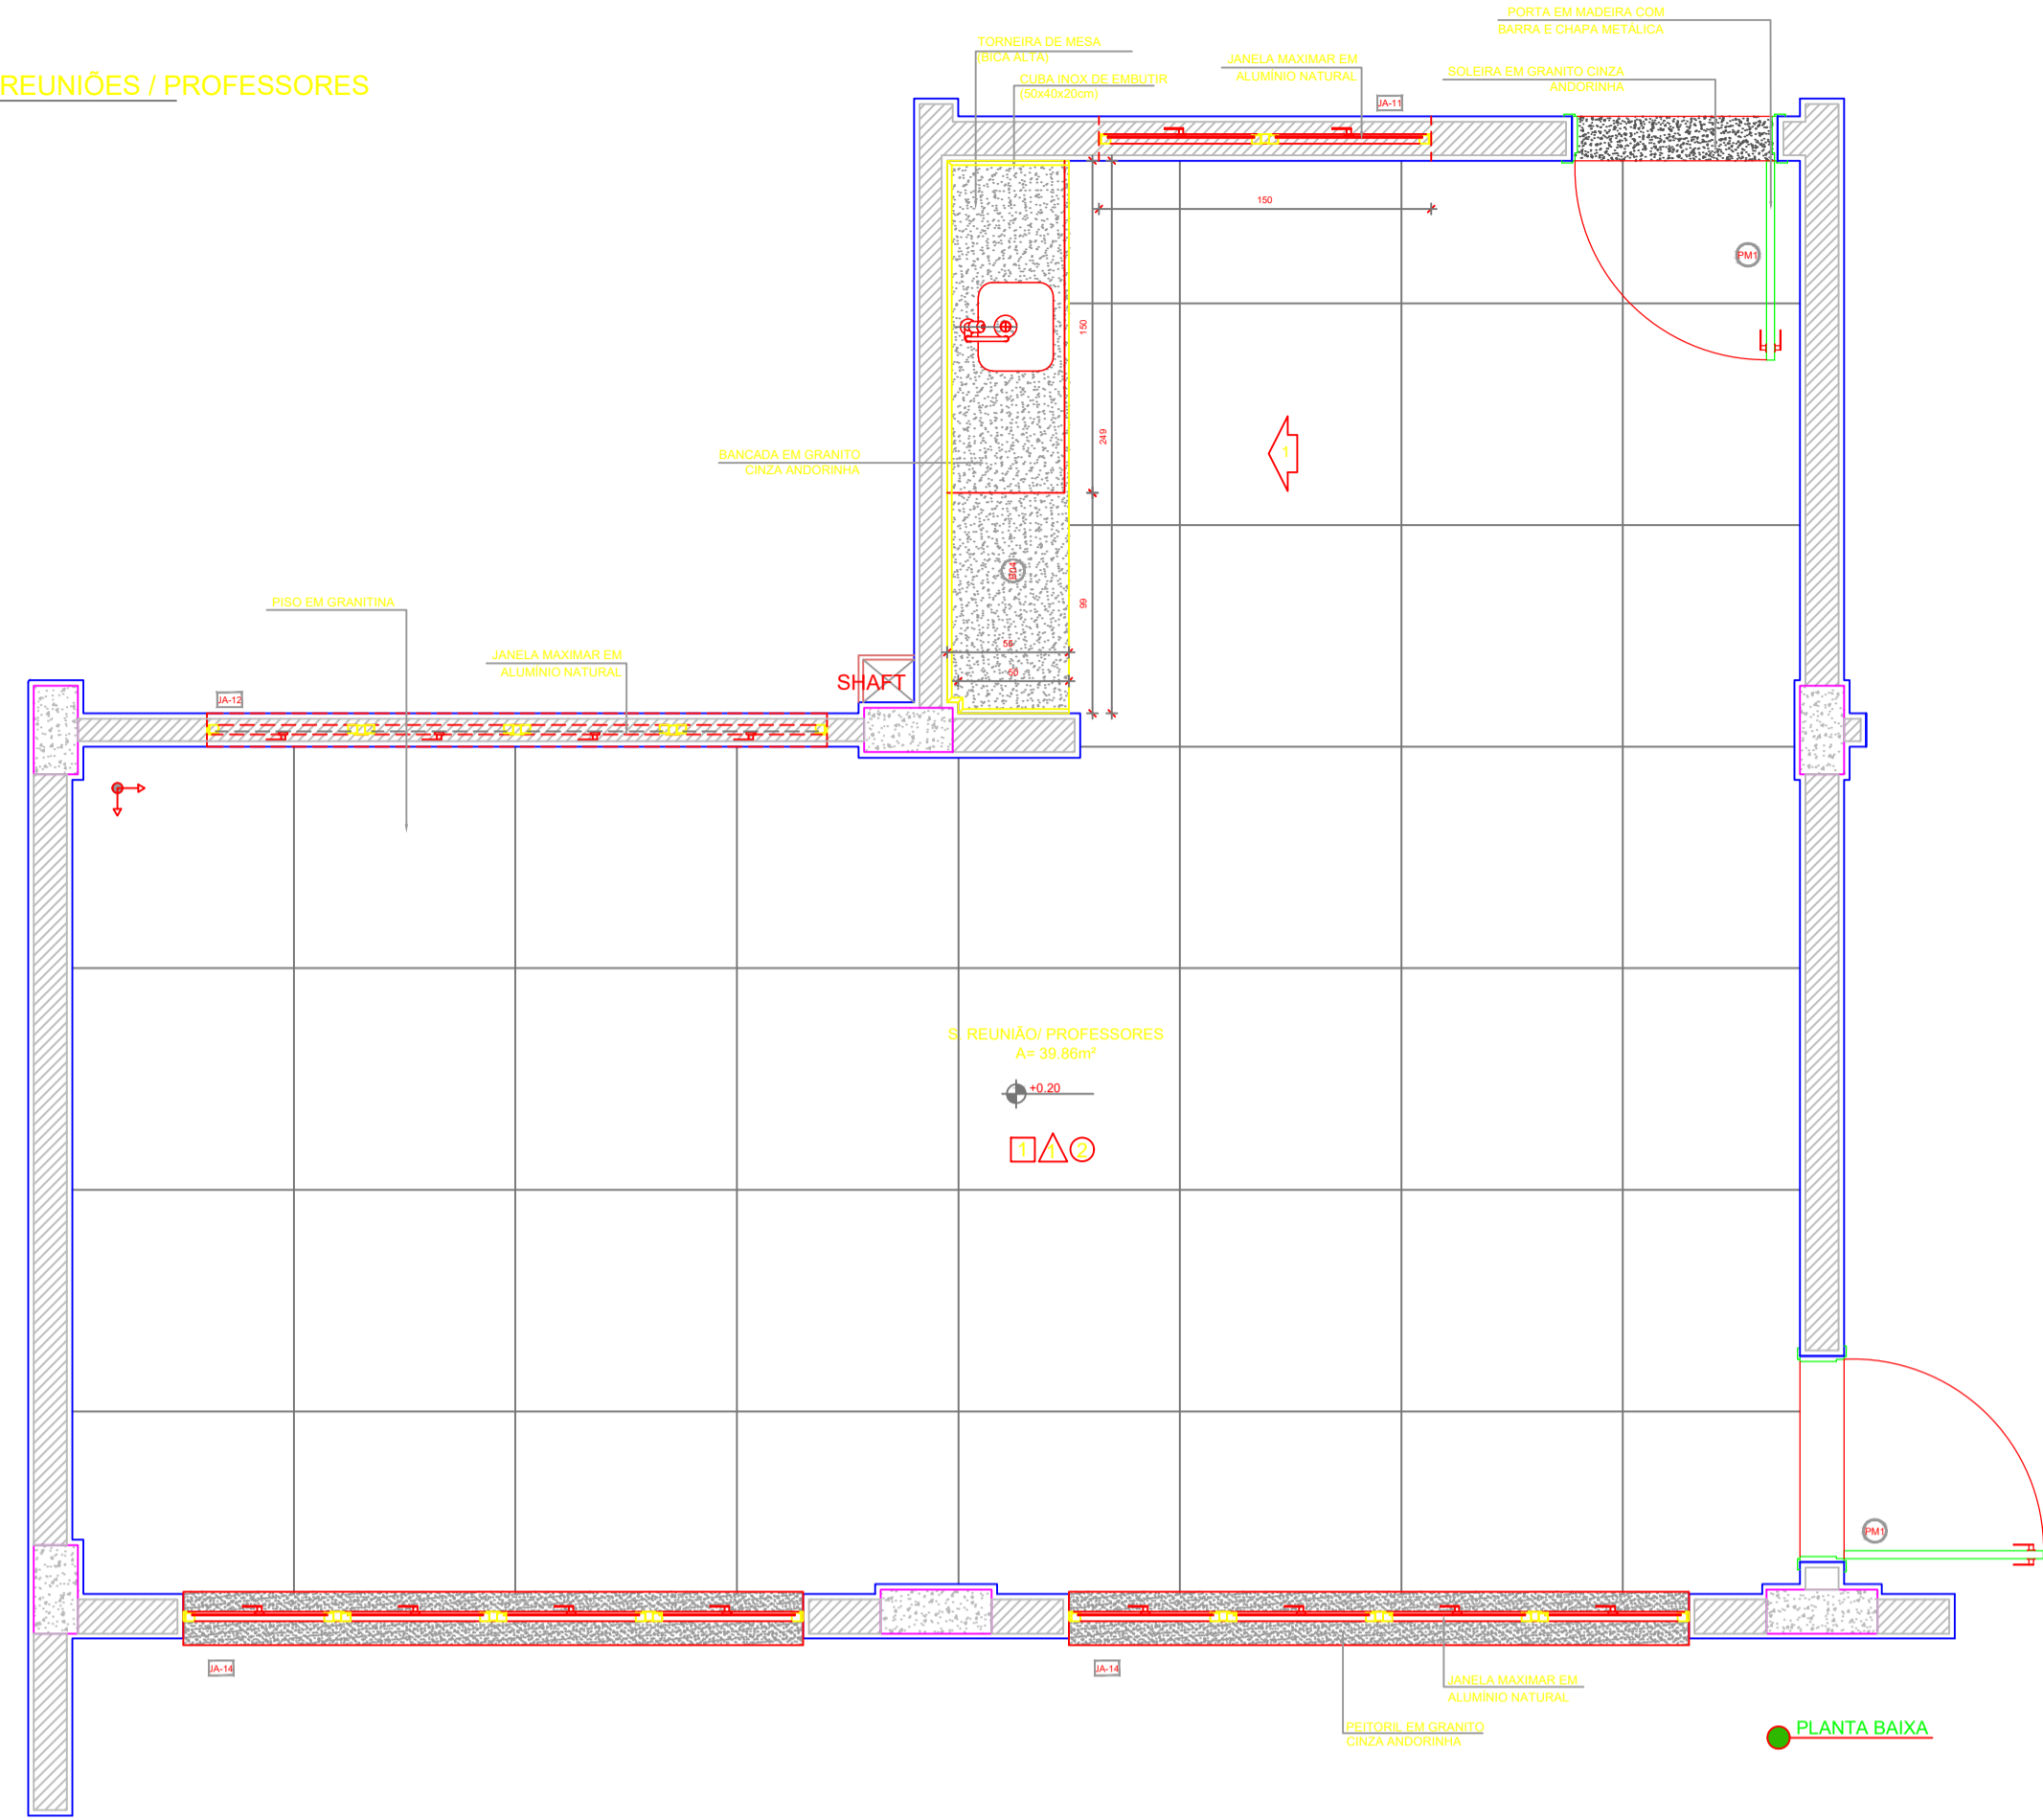 PORTA EM MADEIRA COM
BARRA E CHAPA METÁLICA
TORNEIRA DE MESA
(BICA ALTA)
JANELA MAXIMAR EM
ALUMÍNIO NATURAL
SOLEIRA EM GRANITO CINZA
ANDORINHA
REUNIÕES / PROFESSORES
CUBA INOX DE EMBUTIR
(50x40x20cm)
JA-11
150
PM1
150
249
1
BANCADA EM GRANITO
CINZA ANDORINHA
PISO EM GRANITINA
99
JANELA MAXIMAR EM
ALUMÍNIO NATURAL
55
50
SHAFT
JA-12
S. REUNIÃO/ PROFESSORES
A= 39.86m²
+0.20
1 1 2
PM1
JA-14
JA-14
JANELA MAXIMAR EM
ALUMÍNIO NATURAL
PEITORIL EM GRANITO
CINZA ANDORINHA
PLANTA BAIXA